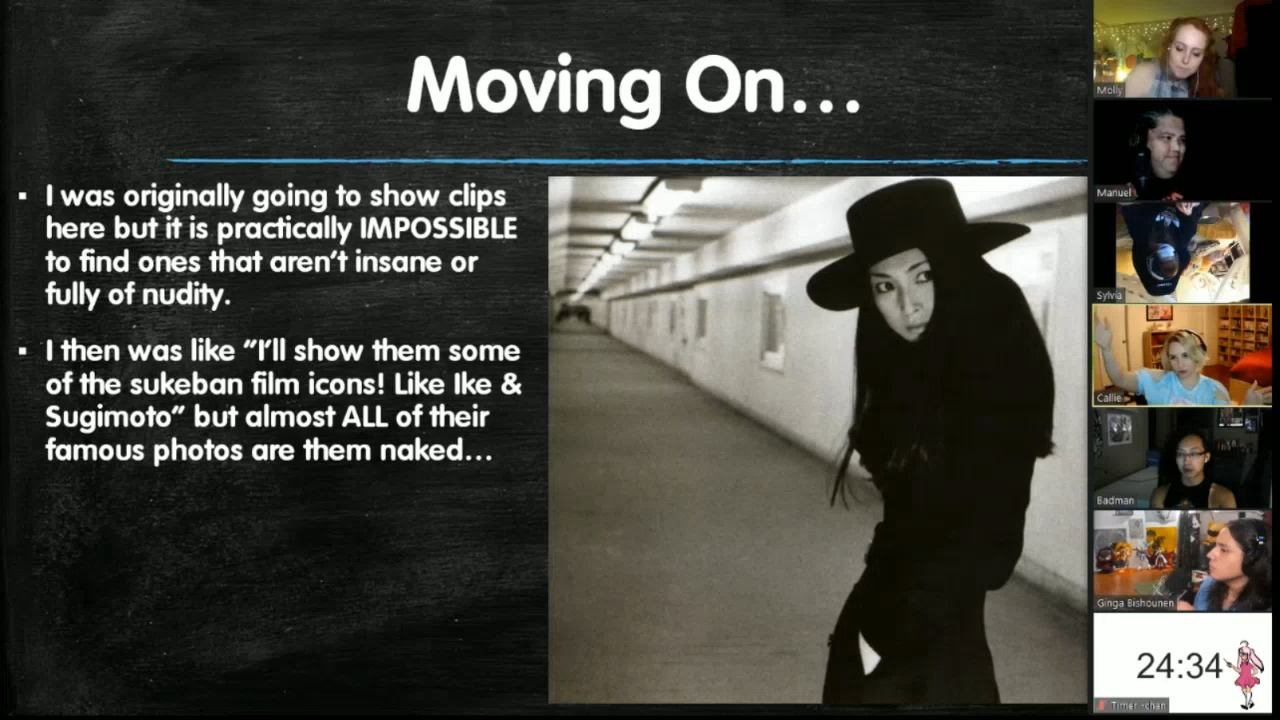 Moving On...
▪ I was originally going to show clips
here but it is practically IMPOSSIBLE
to find ones that aren't insane or
fully of nudity.
▪ I then was like "I'll show them some
of the sukeban film icons! Like Ike &
Sugimoto" but almost ALL of their
famous photos are them naked...
Molly
Manuel
Sylvia
Callie
Badman
Ginga Bishounen
24:34
Timer -chan